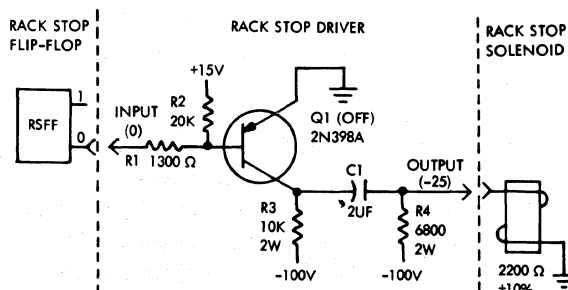 RACK STOP
FLIP-FLOP
RACK STOP DRIVER
RACK STOP
SOLENOID
+15V
R2
20K
Q1 (OFF)
2N398A
RSFF
1
0
INPUT
(0)
R1 1300 Ω
C1
2UF
OUTPUT
(-25)
R3
10K
2W
R4
6800
2W
-100V
-100V
2200 Ω
±10%